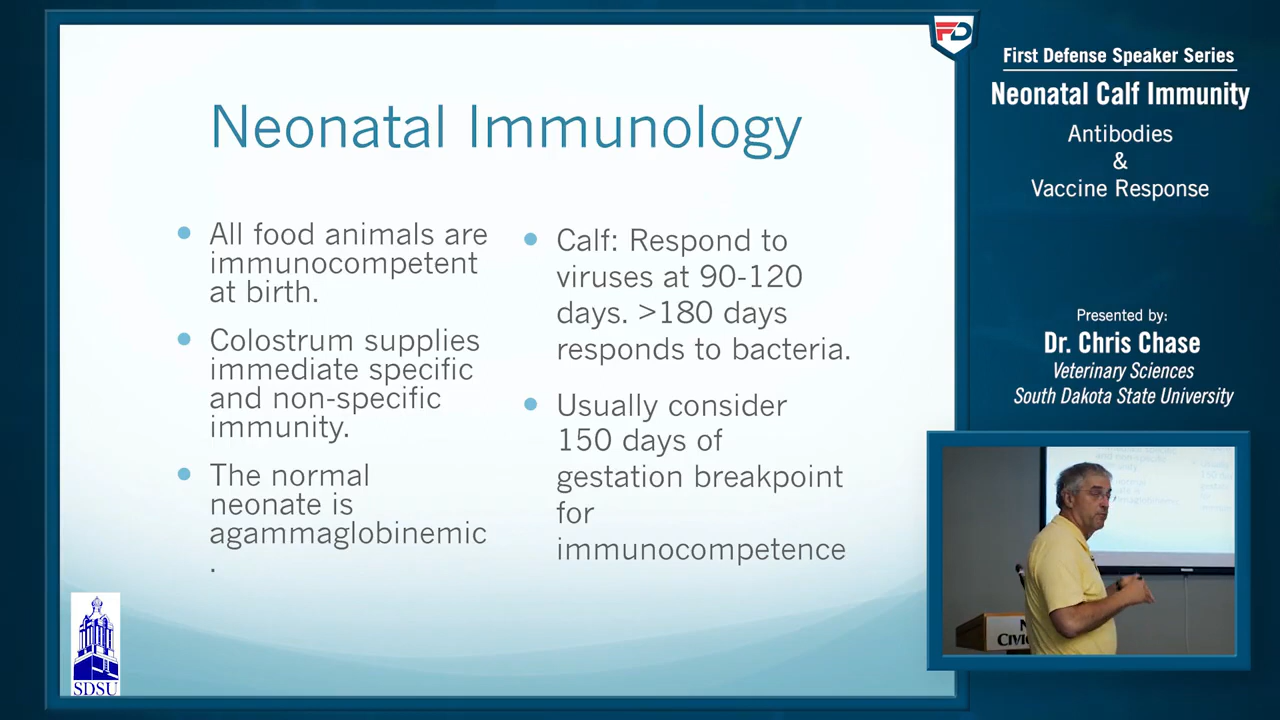 Neonatal Immunology
All food animals are
immunocompetent
at birth.
Colostrum supplies
immediate specific
and non-specific
immunity.
The normal
neonate is
agammaglobinemic
.
Calf: Respond to
viruses at 90-120
days. >180 days
responds to bacteria.
Usually consider
150 days of
gestation breakpoint
for
immunocompetence
SDSU
FD
First Defense Speaker Series
Neonatal Calf Immunity
Antibodies
&
Vaccine Response
Presented by:
Dr. Chris Chase
Veterinary Sciences
South Dakota State University